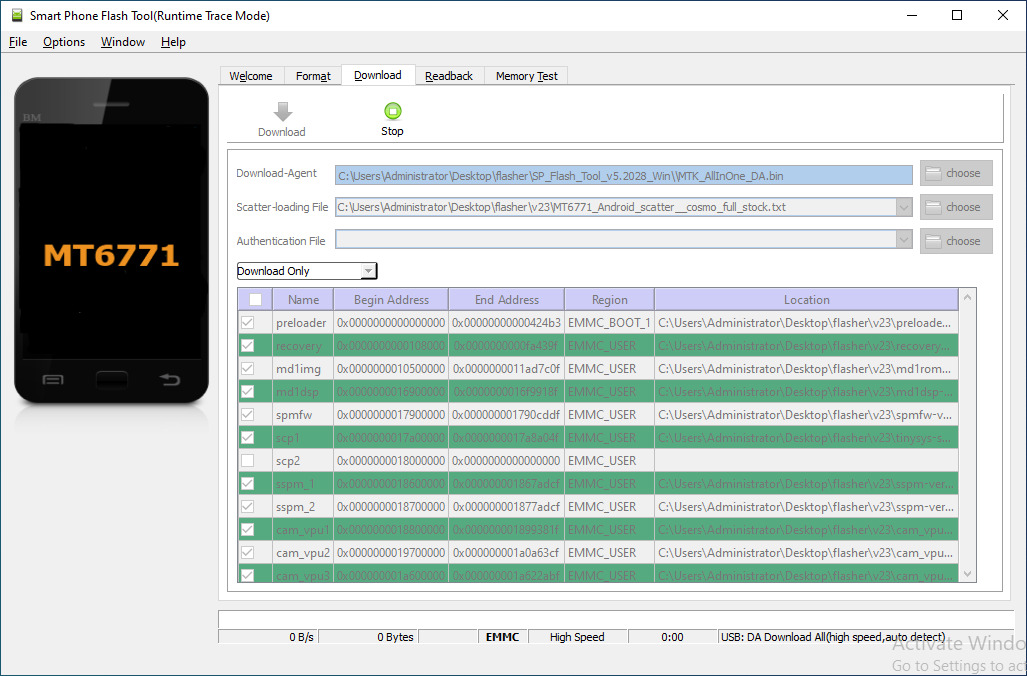 Smart Phone Flash Tool(Runtime Trace Mode)
File Options Window Help
Welcome Format Download Readback Memory Test
Download Stop
BM
MT6771
Download-Agent C:\Users\Administrator\Desktop\flasher\SP_Flash_Tool_v5.2028_Win\\MTK_AllInOne_DA.bin choose
Scatter-loading File C:\Users\Administrator\Desktop\flasher\v23\MT6771_Android_scatter__cosmo_full_stock.txt choose
Authentication File choose
Download Only
Name Begin Address End Address Region Location
preloader 0x0000000000000000 0x00000000000424b3 EMMC_BOOT_1 C:\Users\Administrator\Desktop\flasher\v23\preloade...
recovery 0x0000000000108000 0x0000000000fa439f EMMC_USER C:\Users\Administrator\Desktop\flasher\v23\recovery...
md1img 0x0000000010500000 0x0000000011ad7c0f EMMC_USER C:\Users\Administrator\Desktop\flasher\v23\md1rom...
md1dsp 0x0000000016900000 0x0000000016f9918f EMMC_USER C:\Users\Administrator\Desktop\flasher\v23\md1dsp-...
spmfw 0x0000000017900000 0x000000001790cddf EMMC_USER C:\Users\Administrator\Desktop\flasher\v23\spmfw-v...
scp1 0x0000000017a00000 0x0000000017a8a04f EMMC_USER C:\Users\Administrator\Desktop\flasher\v23\tinysys-s...
scp2 0x0000000018000000 0x0000000000000000 EMMC_USER
sspm_1 0x0000000018600000 0x000000001867adcf EMMC_USER C:\Users\Administrator\Desktop\flasher\v23\sspm-ver...
sspm_2 0x0000000018700000 0x000000001877adcf EMMC_USER C:\Users\Administrator\Desktop\flasher\v23\sspm-ver...
cam_vpu1 0x0000000018800000 0x000000001899381f EMMC_USER C:\Users\Administrator\Desktop\flasher\v23\cam_vpu...
cam_vpu2 0x0000000019700000 0x000000001a0a63cf EMMC_USER C:\Users\Administrator\Desktop\flasher\v23\cam_vpu...
cam_vpu3 0x000000001a600000 0x000000001a622abf EMMC_USER C:\Users\Administrator\Desktop\flasher\v23\cam_vpu...
0 B/s 0 Bytes EMMC High Speed 0:00 USB: DA Download All(high speed,auto detect)
Activate Windo
Go to Settings to act